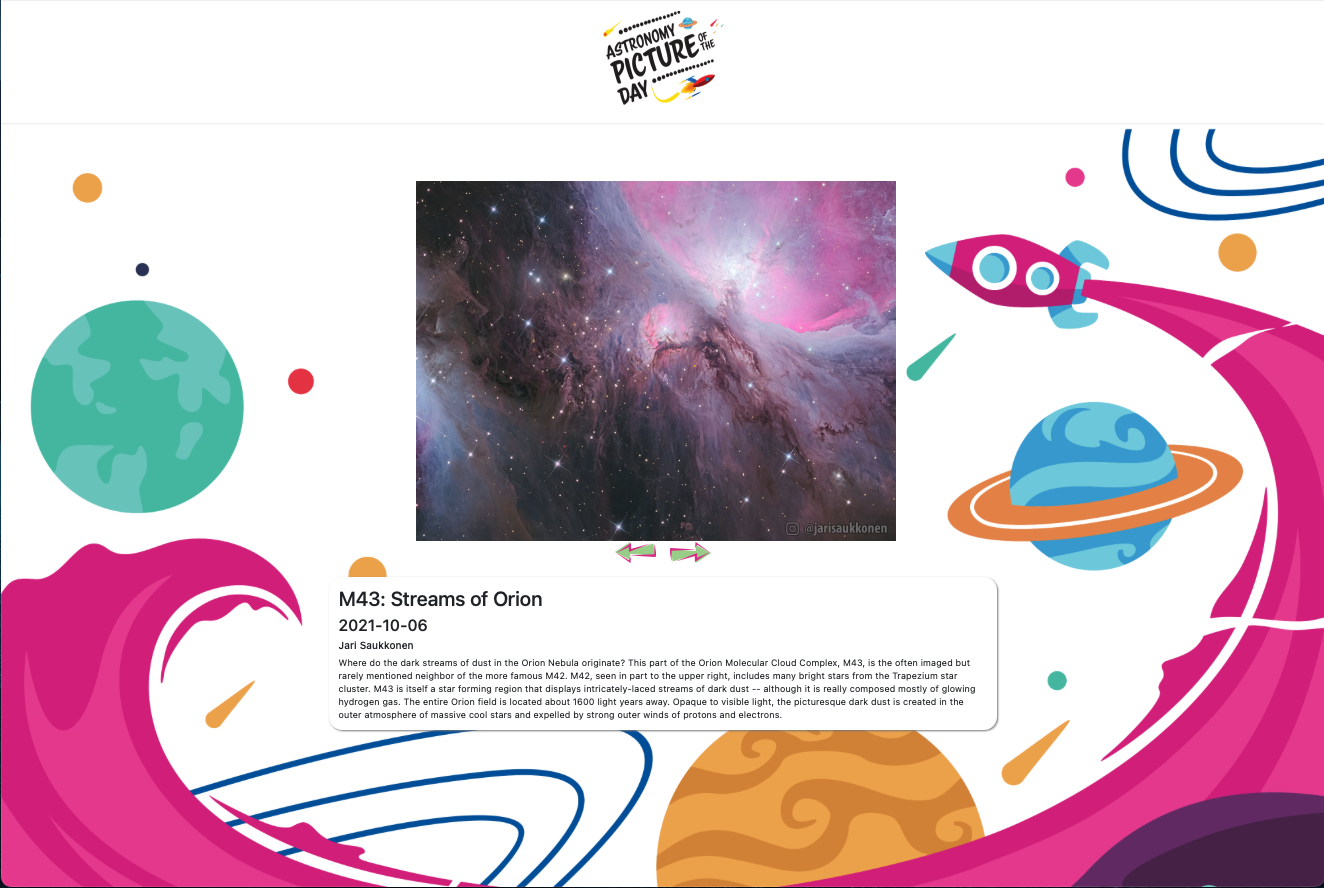 ASTRONOMY
PICTURE OF THE
DAY
@jarisaukkonen
M43: Streams of Orion
2021-10-06
Jari Saukkonen
Where do the dark streams of dust in the Orion Nebula originate? This part of the Orion Molecular Cloud Complex, M43, is the often imaged but
rarely mentioned neighbor of the more famous M42. M42, seen in part to the upper right, includes many bright stars from the Trapezium star
cluster. M43 is itself a star forming region that displays intricately-laced streams of dark dust -- although it is really composed mostly of glowing
hydrogen gas. The entire Orion field is located about 1600 light years away. Opaque to visible light, the picturesque dark dust is created in the
outer atmosphere of massive cool stars and expelled by strong outer winds of protons and electrons.